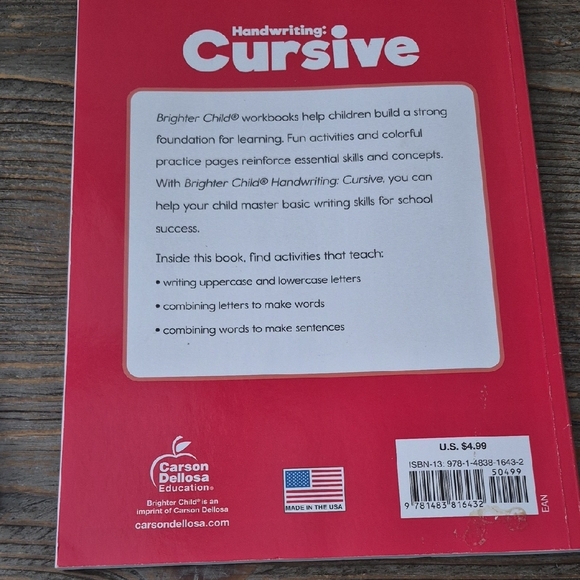 Handwriting:
Cursive
Brighter Child® workbooks help children build a strong
foundation for learning. Fun activities and colorful
practice pages reinforce essential skills and concepts.
With Brighter Child® Handwriting: Cursive, you can
help your child master basic writing skills for school
success.
Inside this book, find activities that teach:
• writing uppercase and lowercase letters
• combining letters to make words
• combining words to make sentences
Carson
Dellosa
Education®
Brighter Child® is an
imprint of Carson Dellosa
carsondellosa.com
MADE IN THE USA
U.S. $4.99
ISBN-13: 978-1-4838-1643-2
50499
9 781483 816432
EAN